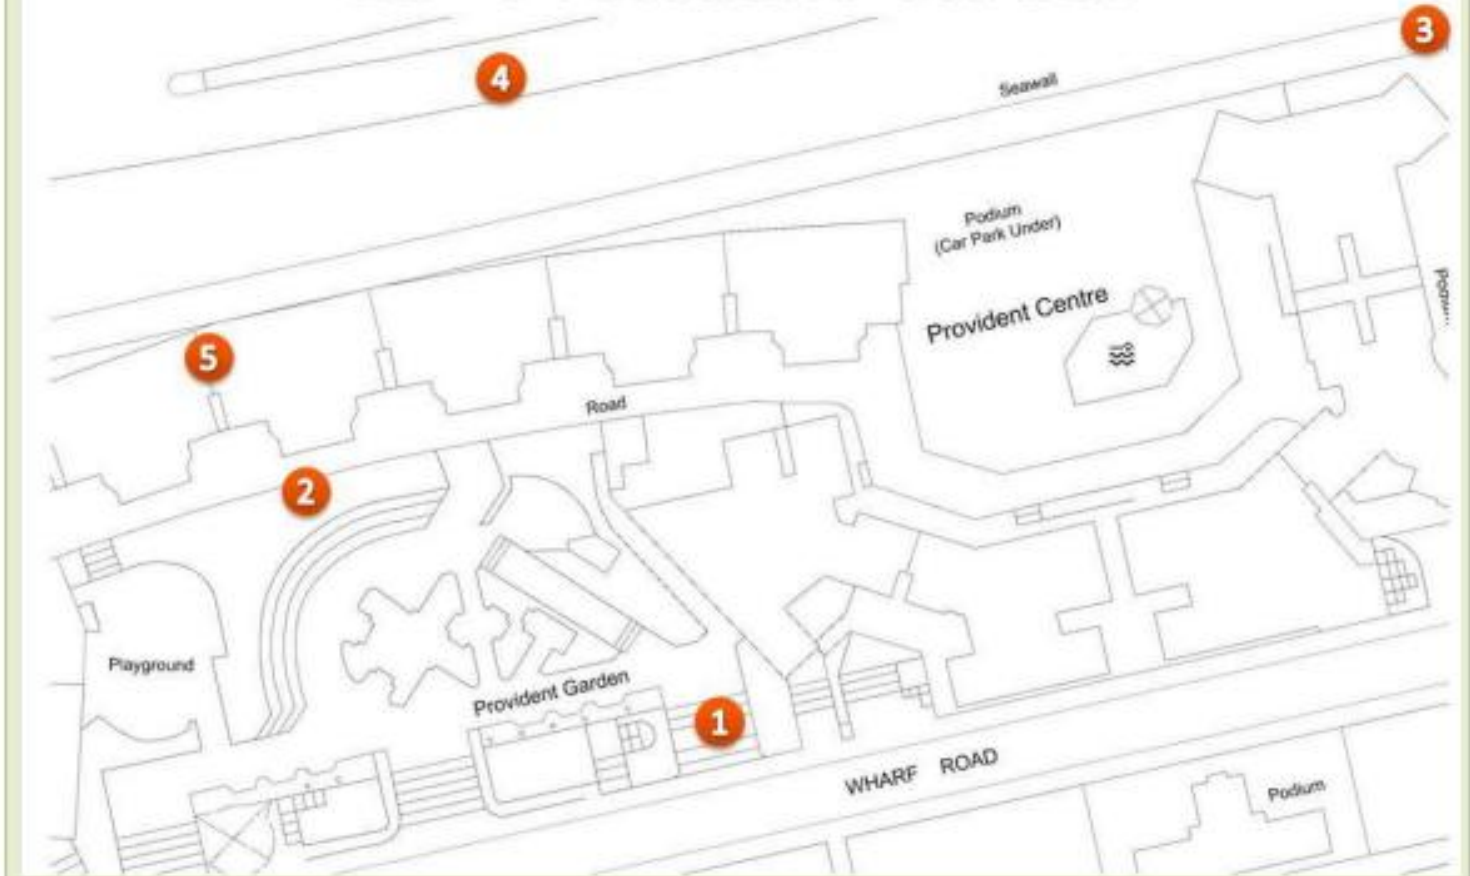 3
4
Seawall
Podium
(Car Park Under)
Provident Centre
5
Road
2
Playground
Provident Garden
1
WHARF ROAD
Podium